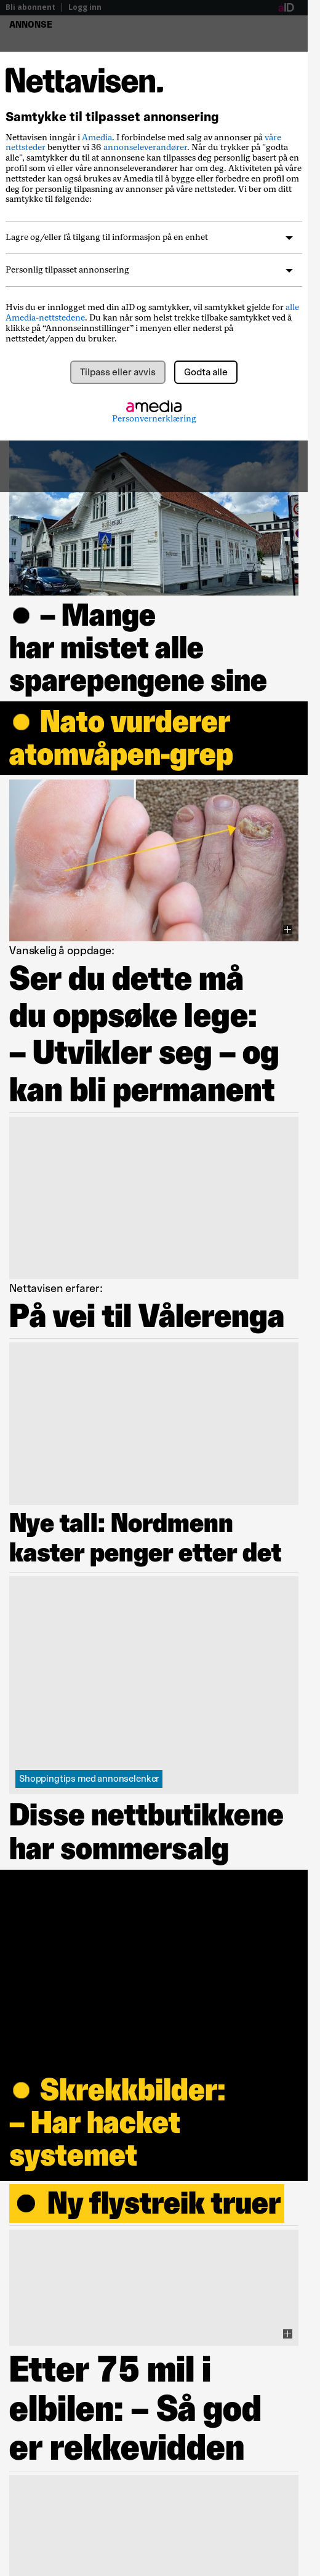 Bli abonnent | Logg inn
aID
ANNONSE
Nettavisen.
Samtykke til tilpasset annonsering
Nettavisen inngår i Amedia. I forbindelse med salg av annonser på våre
nettsteder benytter vi 36 annonseleverandører. Når du trykker på "godta
alle", samtykker du til at annonsene kan tilpasses deg personlig basert på en
profil som vi eller våre annonseleverandører har om deg. Aktiviteten på våre
nettsteder kan også brukes av Amedia til å bygge eller forbedre en profil om
deg for personlig tilpasning av annonser på våre nettsteder. Vi ber om ditt
samtykke til følgende:
Lagre og/eller få tilgang til informasjon på en enhet
Personlig tilpasset annonsering
Hvis du er innlogget med din aID og samtykker, vil samtykket gjelde for alle
Amedia-nettstedene. Du kan når som helst trekke tilbake samtykket ved å
klikke på “Annonseinnstillinger” i menyen eller nederst på
nettstedet/appen du bruker.
Tilpass eller avvis
Godta alle
amedia
Personvernerklæring
– Mange
har mistet alle
sparepengene sine
Nato vurderer
atomvåpen-grep
Vanskelig å oppdage:
Ser du dette må
du oppsøke lege:
– Utvikler seg – og
kan bli permanent
Nettavisen erfarer:
På vei til Vålerenga
Nye tall: Nordmenn
kaster penger etter det
Shoppingtips med annonselenker
Disse nettbutikkene
har sommersalg
Skrekkbilder:
– Har hacket
systemet
Ny flystreik truer
Etter 75 mil i
elbilen: – Så god
er rekkevidden